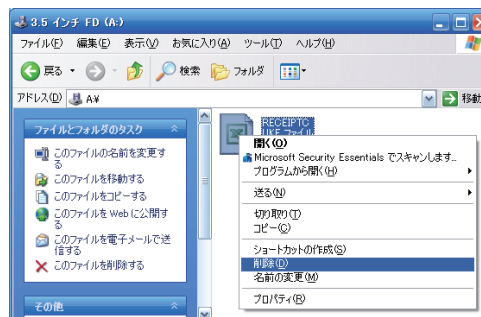 3.5 インチ FD (A:)
ファイル(F) 編集(E) 表示(V) お気に入り(A) ツール(T) ヘルプ(H)
戻る 検索 フォルダ
アドレス(D) A:¥ 移動
ファイルとフォルダのタスク
このファイルの名前を変更す
る
このファイルを移動する
このファイルをコピーする
このファイルを Web に公開す
る
このファイルを電子メールで送
信する
このファイルを削除する
その他
RECEIPTC
UKE ファイル
開く(O)
Microsoft Security Essentials でスキャンします...
プログラムから開く(H)
送る(N)
切り取り(T)
コピー(C)
ショートカットの作成(S)
削除(D)
名前の変更(M)
プロパティ(R)